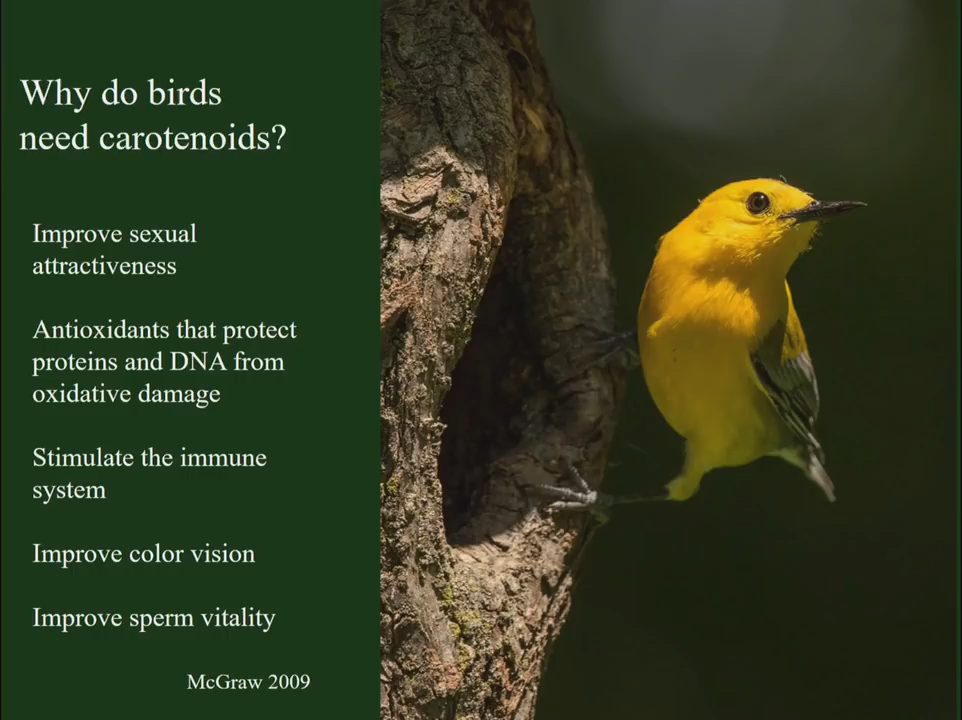 Why do birds
need carotenoids?
Improve sexual
attractiveness
Antioxidants that protect
proteins and DNA from
oxidative damage
Stimulate the immune
system
Improve color vision
Improve sperm vitality
McGraw 2009